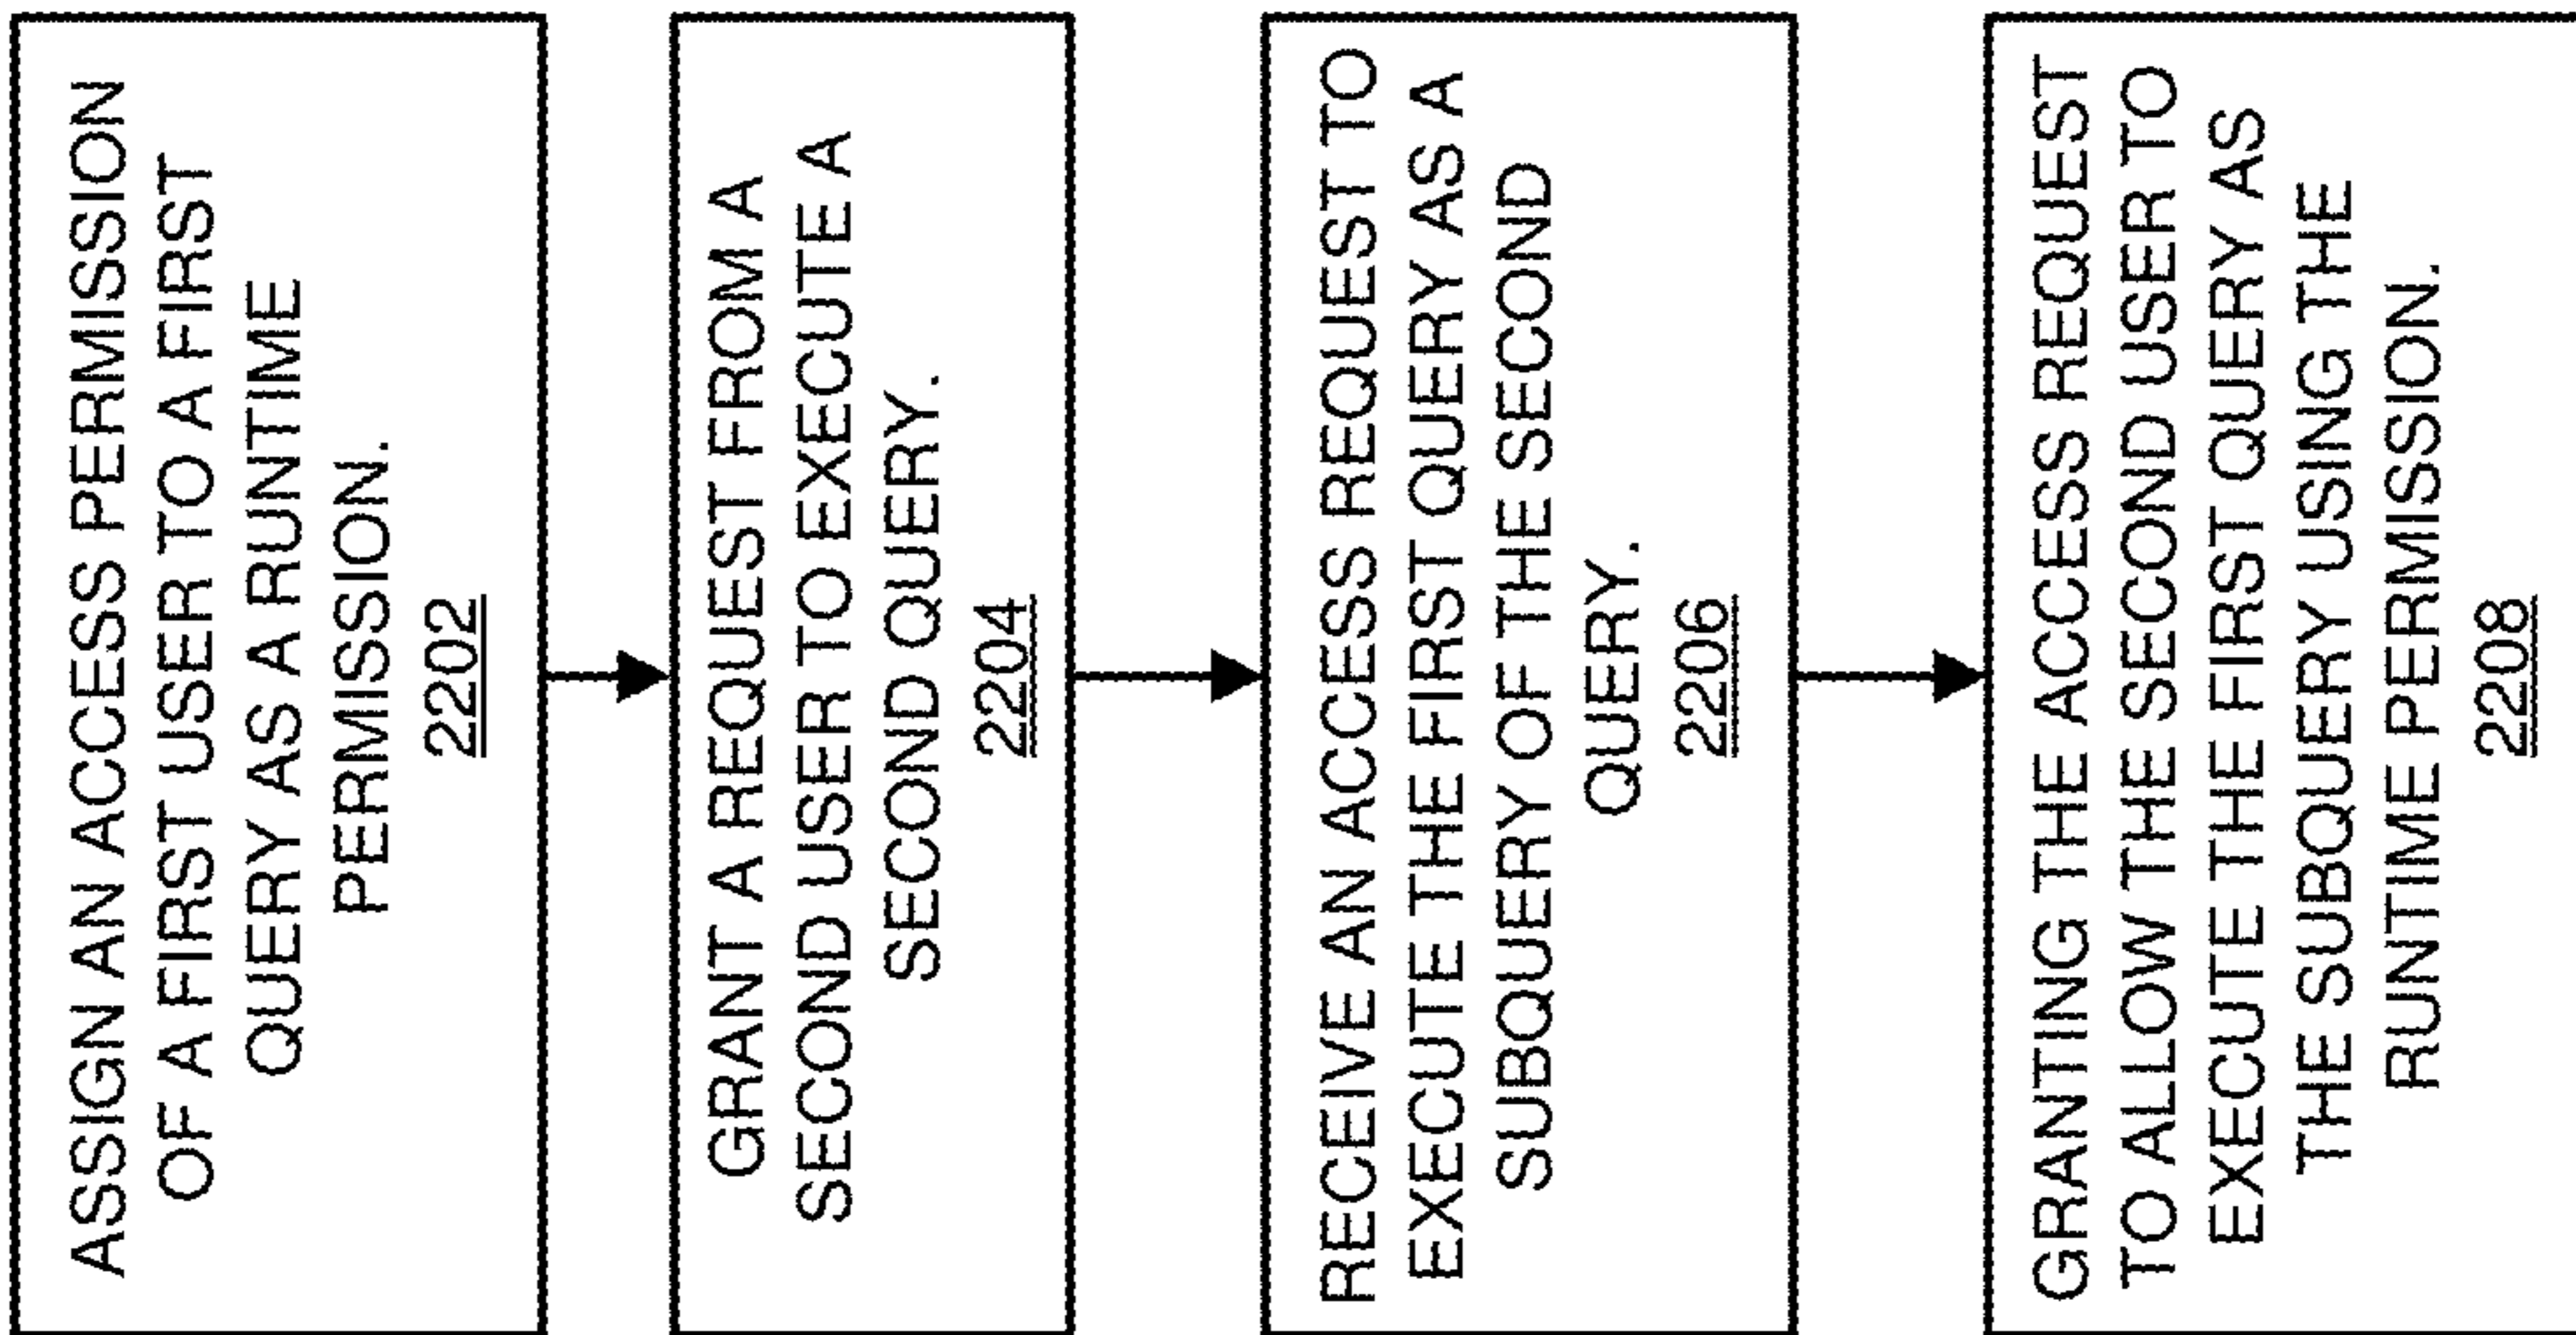 ASSIGN AN ACCESS PERMISSION
OF A FIRST USER TO A FIRST
QUERY AS A RUNTIME
PERMISSION.
2202
GRANT A REQUEST FROM A
SECOND USER TO EXECUTE A
SECOND QUERY.
2204
RECEIVE AN ACCESS REQUEST TO
EXECUTE THE FIRST QUERY AS A
SUBQUERY OF THE SECOND
QUERY.
2206
GRANTING THE ACCESS REQUEST
TO ALLOW THE SECOND USER TO
EXECUTE THE FIRST QUERY AS
THE SUBQUERY USING THE
RUNTIME PERMISSION.
2208